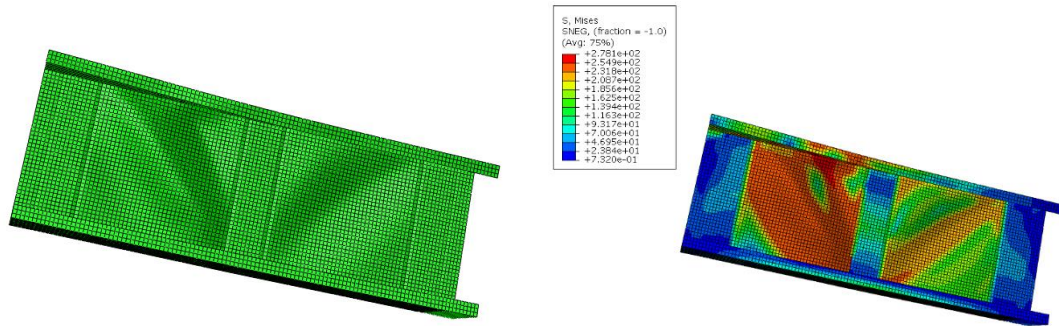 S, Mises
SNEG, (fraction = -1.0)
(Avg: 75%)
+2.781e+02
+2.549e+02
+2.318e+02
+2.087e+02
+1.856e+02
+1.625e+02
+1.394e+02
+1.163e+02
+9.317e+01
+7.006e+01
+4.695e+01
+2.384e+01
+7.320e-01